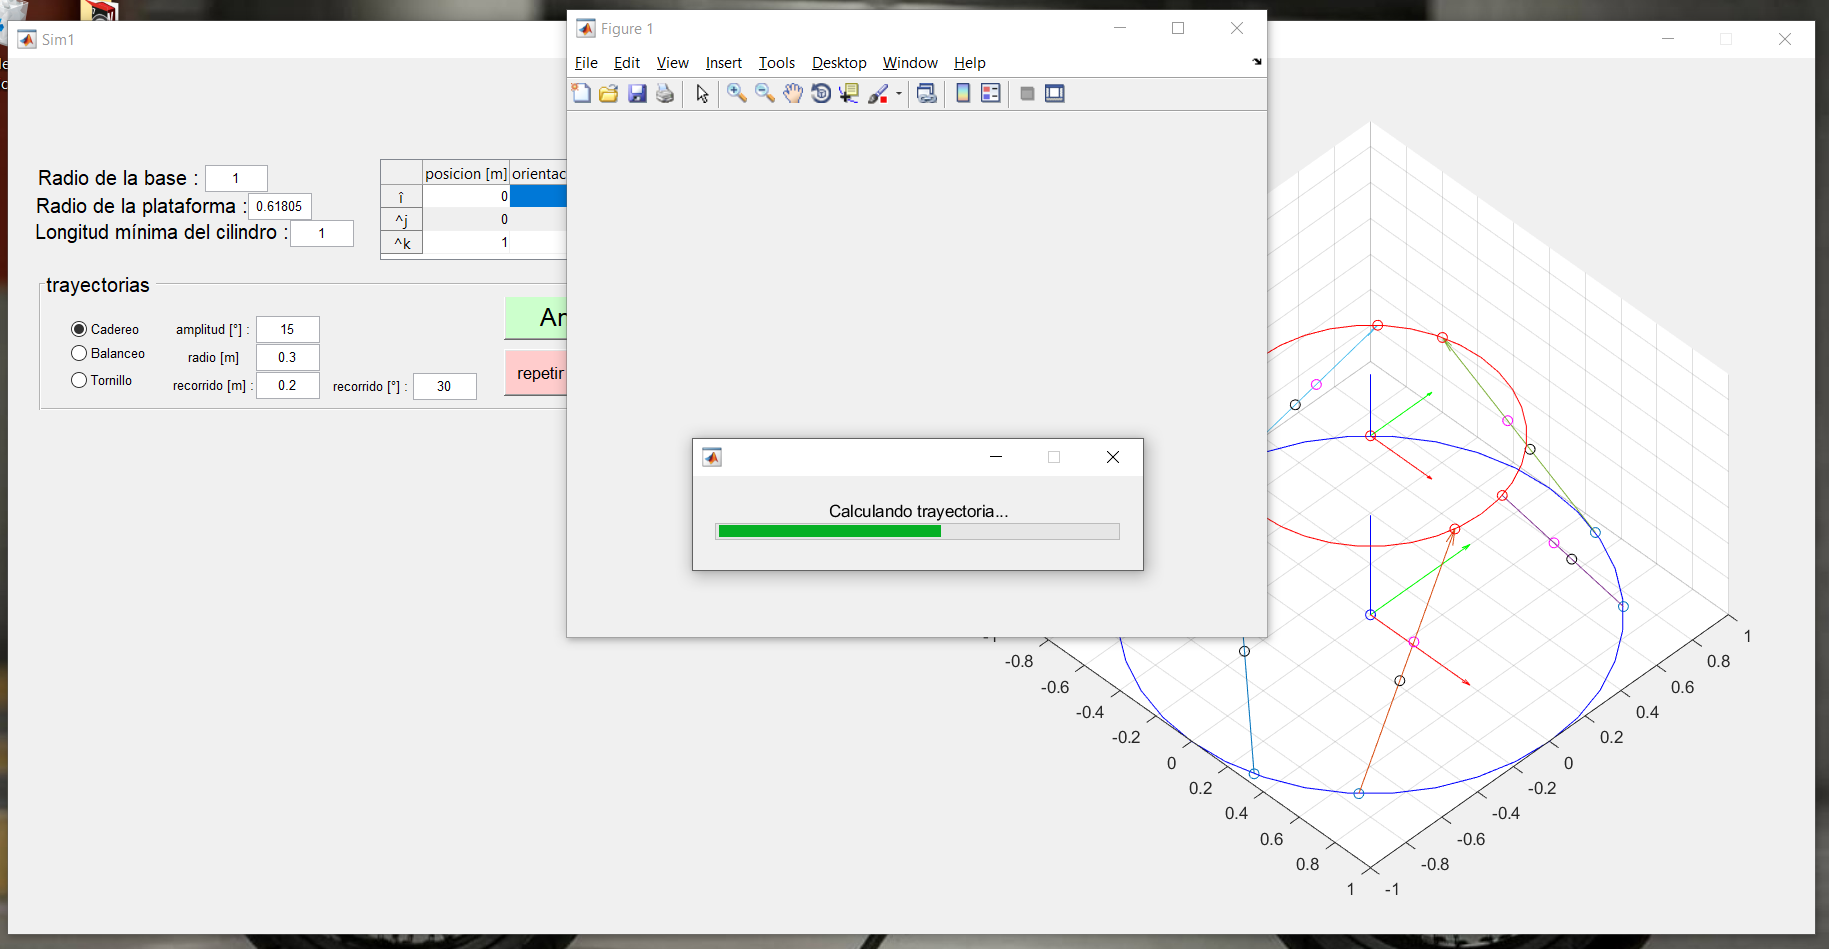 Sim1
Figure 1
File Edit View Insert Tools Desktop Window Help
Radio de la base : 1
Radio de la plataforma : 0.61805
Longitud mínima del cilindro : 1
posicion [m] orientac
î 0
^j 0
^k 1
trayectorias
Cadereo amplitud [°] : 15
Balanceo radio [m] 0.3
Tornillo recorrido [m] : 0.2 recorrido [°] : 30
Ar
repetir
Calculando trayectoria...
-0.8
-0.6
-0.4
-0.2
0
0.2
0.4
0.6
0.8
1
-1
-0.8
-0.6
-0.4
-0.2
0
0.2
0.4
0.6
0.8
1